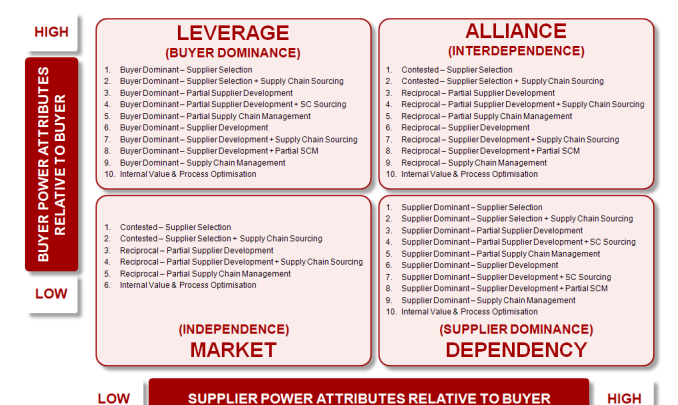 HIGH
BUYER POWER ATTRIBUTES
RELATIVE TO BUYER
LOW
LEVERAGE
(BUYER DOMINANCE)
1. Buyer Dominant – Supplier Selection
2. Buyer Dominant – Supplier Selection + Supply Chain Sourcing
3. Buyer Dominant – Partial Supplier Development
4. Buyer Dominant – Partial Supplier Development + SC Sourcing
5. Buyer Dominant – Partial Supply Chain Management
6. Buyer Dominant – Supplier Development
7. Buyer Dominant – Supplier Development + Supply Chain Sourcing
8. Buyer Dominant – Supplier Development + Partial SCM
9. Buyer Dominant – Supply Chain Management
10. Internal Value & Process Optimisation
ALLIANCE
(INTERDEPENDENCE)
1. Contested – Supplier Selection
2. Contested – Supplier Selection + Supply Chain Sourcing
3. Reciprocal – Partial Supplier Development
4. Reciprocal – Partial Supplier Development + Supply Chain Sourcing
5. Reciprocal – Partial Supply Chain Management
6. Reciprocal – Supplier Development
7. Reciprocal – Supplier Development + Supply Chain Sourcing
8. Reciprocal – Supplier Development + Partial SCM
9. Reciprocal – Supply Chain Management
10. Internal Value & Process Optimisation
1. Contested – Supplier Selection
2. Contested – Supplier Selection + Supply Chain Sourcing
3. Reciprocal – Partial Supplier Development
4. Reciprocal – Partial Supplier Development + Supply Chain Sourcing
5. Reciprocal – Partial Supply Chain Management
6. Internal Value & Process Optimisation
(INDEPENDENCE)
MARKET
1. Supplier Dominant – Supplier Selection
2. Supplier Dominant – Supplier Selection + Supply Chain Sourcing
3. Supplier Dominant – Partial Supplier Development
4. Supplier Dominant – Partial Supplier Development + SC Sourcing
5. Supplier Dominant – Partial Supply Chain Management
6. Supplier Dominant – Supplier Development
7. Supplier Dominant – Supplier Development + SC Sourcing
8. Supplier Dominant – Supplier Development + Partial SCM
9. Supplier Dominant – Supply Chain Management
10. Internal Value & Process Optimisation
(SUPPLIER DOMINANCE)
DEPENDENCY
LOW
SUPPLIER POWER ATTRIBUTES RELATIVE TO BUYER
HIGH